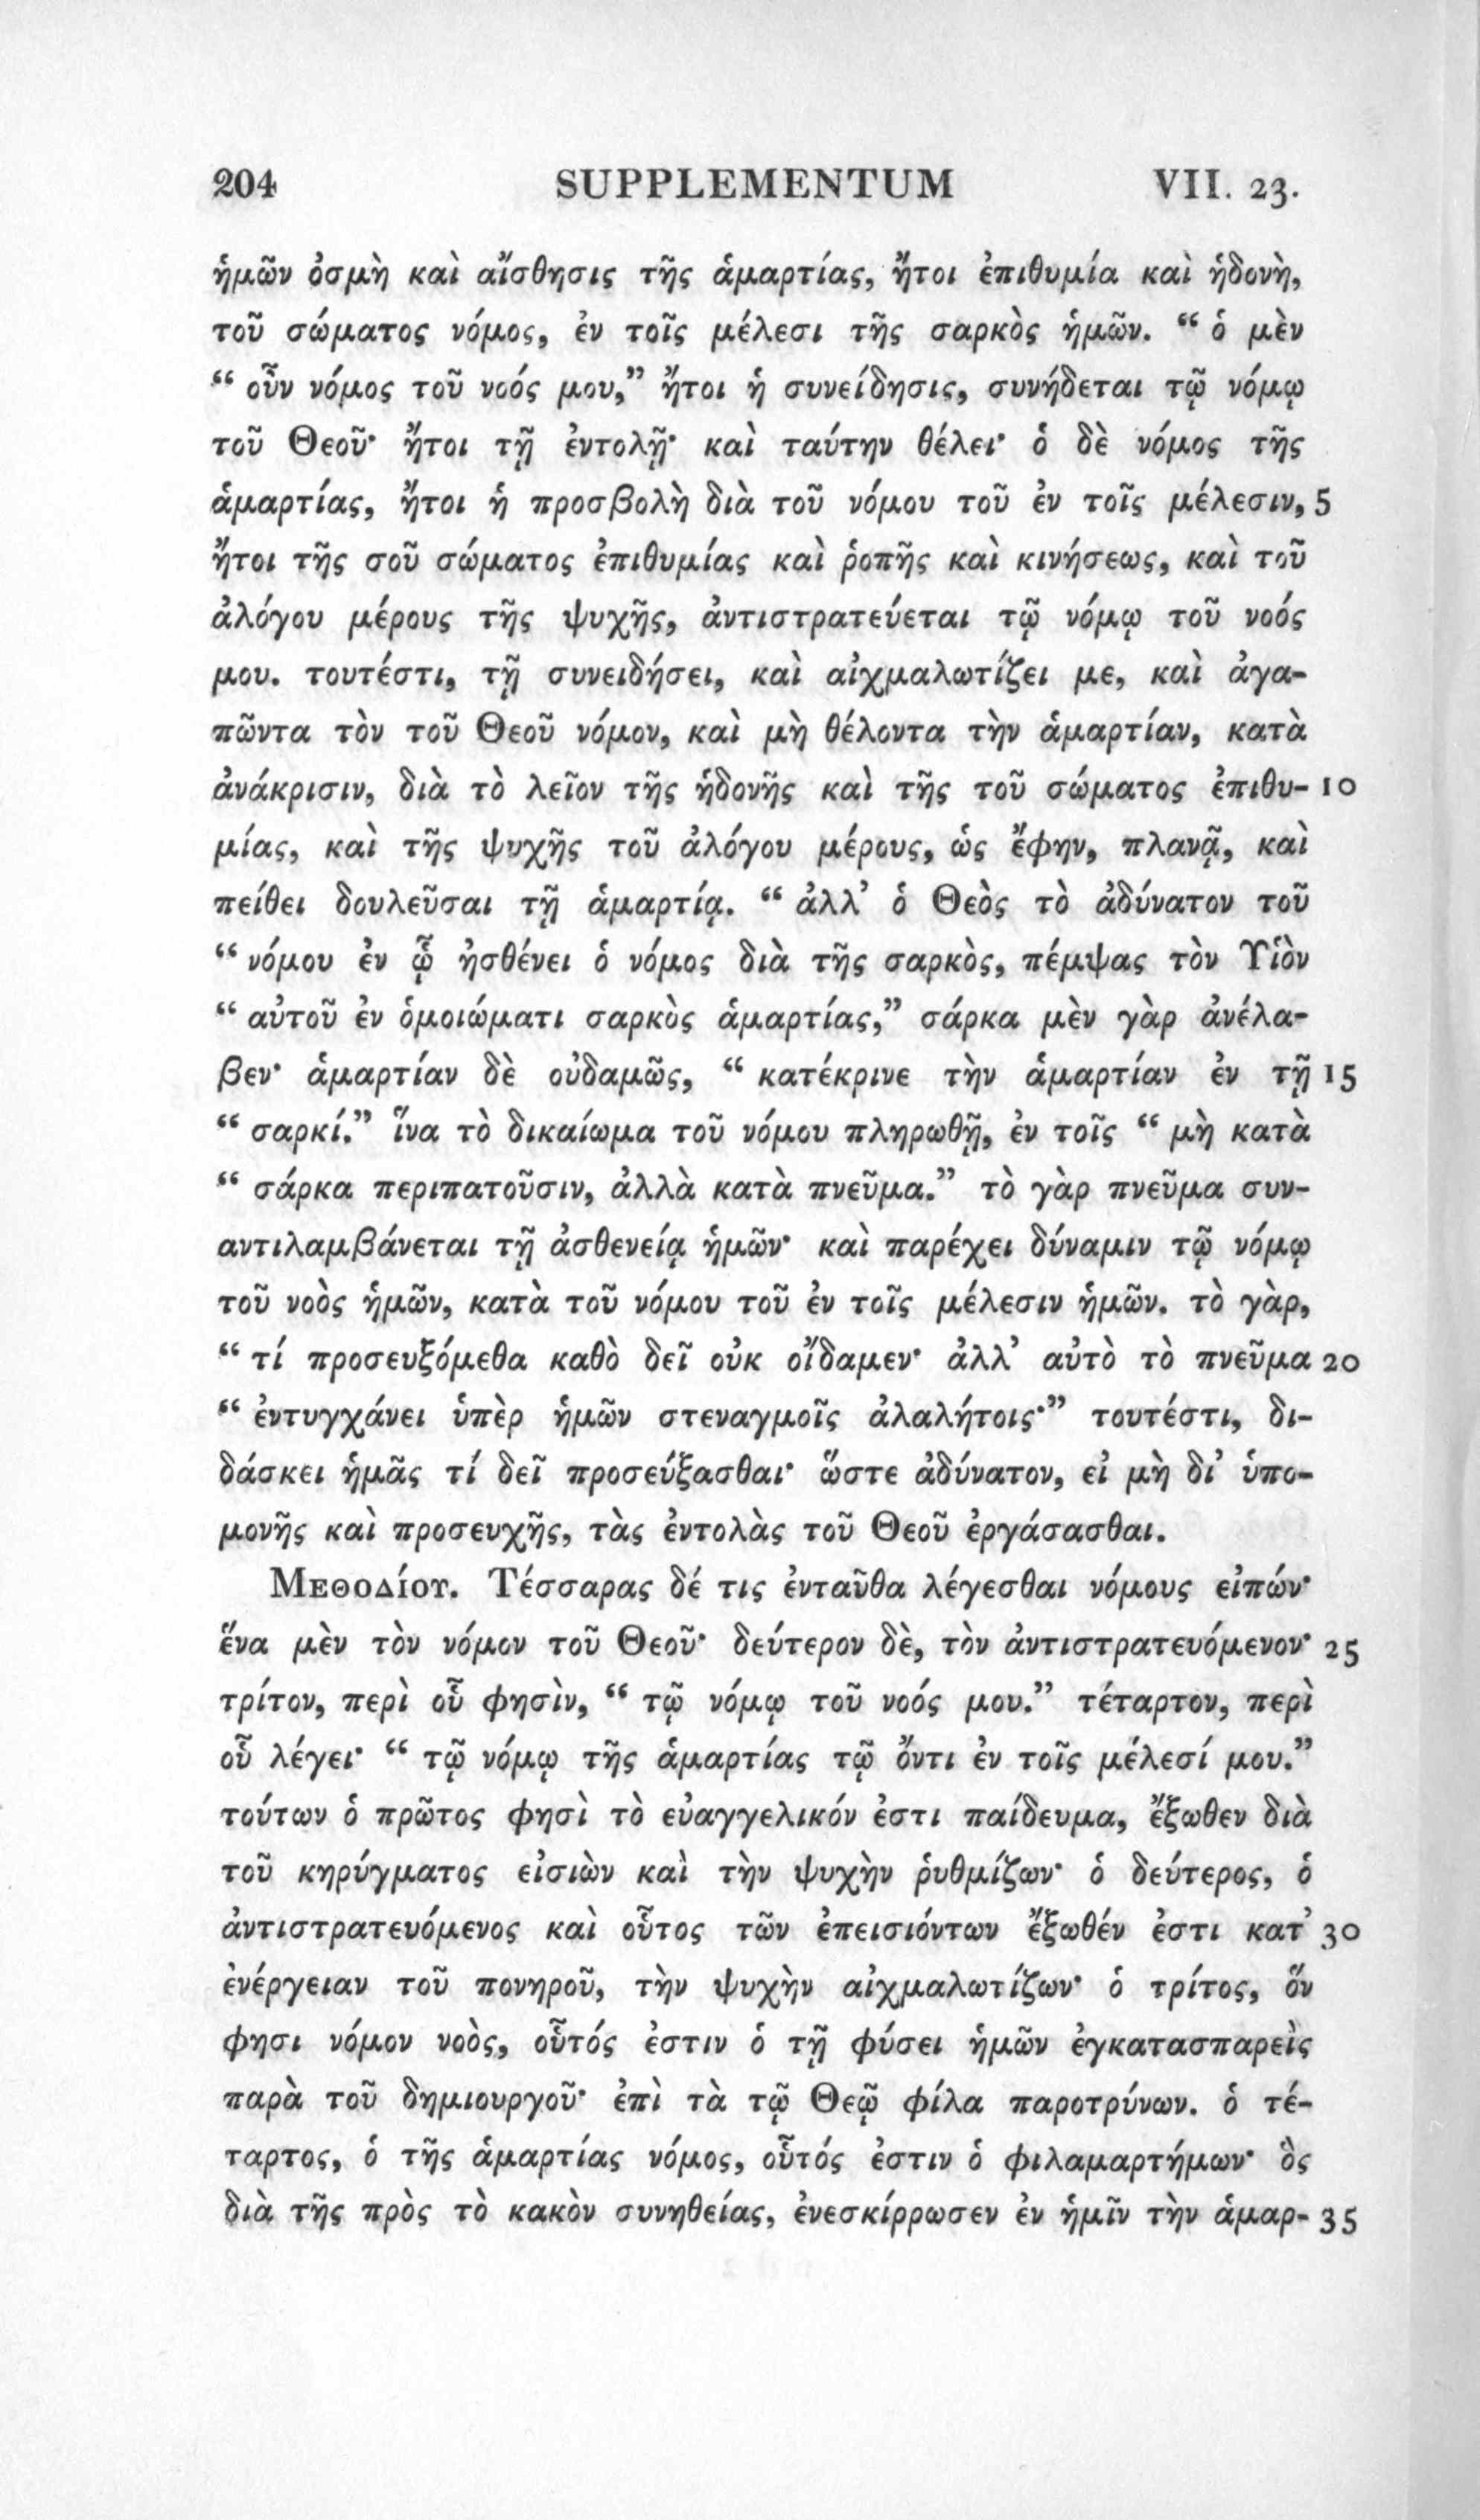 204 SUPPLEMENTUM VII. 23.
ἡμῶν ὀσμὴ καὶ αἴσθησις τῆς ἁμαρτίας, ἤτοι ἐπιθυμία καὶ ἡδονὴ,
τοῦ σώματος νόμος, ἐν τοῖς μέλεσι τῆς σαρκὸς ἡμῶν. “ ὁ μὲν
“ οὖν νόμος τοῦ νοός μου,” ἤτοι ἡ συνείδησις, συνήδεται τῷ νόμῳ
τοῦ Θεοῦ· ἤτοι τῇ ἐντολῇ· καὶ ταύτην θέλει· ὁ δὲ νόμος τῆς
ἁμαρτίας, ἤτοι ἡ προσβολὴ διὰ τοῦ νόμου τοῦ ἐν τοῖς μέλεσιν, 5
ἤτοι τῆς σοῦ σώματος ἐπιθυμίας καὶ ῥοπῆς καὶ κινήσεως, καὶ τοῦ
ἀλόγου μέρους τῆς ψυχῆς, ἀντιστρατεύεται τῷ νόμῳ τοῦ νοός
μου. τουτέστι, τῇ συνειδήσει, καὶ αἰχμαλωτίζει με, καὶ ἀγα-
πῶντα τὸν τοῦ Θεοῦ νόμον, καὶ μὴ θέλοντα τὴν ἁμαρτίαν, κατὰ
ἀνάκρισιν, διὰ τὸ λεῖον τῆς ἡδονῆς καὶ τῆς τοῦ σώματος ἐπιθυ- 10
μίας, καὶ τῆς ψυχῆς τοῦ ἀλόγου μέρους, ὡς ἔφην, πλανᾷ, καὶ
πείθει δουλεῦσαι τῇ ἁμαρτίᾳ. “ ἀλλ’ ὁ Θεὸς τὸ ἀδύνατον τοῦ
“ νόμου ἐν ᾧ ἠσθένει ὁ νόμος διὰ τῆς σαρκὸς, πέμψας τὸν Υἱὸν
“ αὐτοῦ ἐν ὁμοιώματι σαρκὸς ἁμαρτίας,” σάρκα μὲν γὰρ ἀνέλα-
βεν· ἁμαρτίαν δὲ οὐδαμῶς, “ κατέκρινε τὴν ἁμαρτίαν ἐν τῇ 15
“ σαρκί.” ἵνα τὸ δικαίωμα τοῦ νόμου πληρωθῇ, ἐν τοῖς “ μὴ κατὰ
“ σάρκα περιπατοῦσιν, ἀλλὰ κατὰ πνεῦμα.” τὸ γὰρ πνεῦμα συν-
αντιλαμβάνεται τῇ ἀσθενείᾳ ἡμῶν· καὶ παρέχει δύναμιν τῷ νόμῳ
τοῦ νοὸς ἡμῶν, κατὰ τοῦ νόμου τοῦ ἐν τοῖς μέλεσιν ἡμῶν. τὸ γὰρ,
“ τί προσευξόμεθα καθὸ δεῖ οὐκ οἴδαμεν· ἀλλ’ αὐτὸ τὸ πνεῦμα 20
“ ἐντυγχάνει ὑπὲρ ἡμῶν στεναγμοῖς ἀλαλήτοις·” τουτέστι, δι-
δάσκει ἡμᾶς τί δεῖ προσεύξασθαι· ὥστε ἀδύνατον, εἰ μὴ δι’ ὑπο-
μονῆς καὶ προσευχῆς, τὰς ἐντολὰς τοῦ Θεοῦ ἐργάσασθαι.
Μεθοδίου. Τέσσαρας δέ τις ἐνταῦθα λέγεσθαι νόμους εἰπών·
ἕνα μὲν τὸν νόμον τοῦ Θεοῦ· δεύτερον δὲ, τὸν ἀντιστρατευόμενον· 25
τρίτον, περὶ οὗ φησὶν, “ τῷ νόμῳ τοῦ νοός μου.” τέταρτον, περὶ
οὗ λέγει· “ τῷ νόμῳ τῆς ἁμαρτίας τῷ ὄντι ἐν τοῖς μέλεσί μου.”
τούτων ὁ πρῶτος φησὶ τὸ εὐαγγελικόν ἐστι παίδευμα, ἔξωθεν διὰ
τοῦ κηρύγματος εἰσιὼν καὶ τὴν ψυχὴν ῥυθμίζων· ὁ δεύτερος, ὁ
ἀντιστρατευόμενος καὶ οὗτος τῶν ἐπεισιόντων ἔξωθέν ἐστι κατ’ 30
ἐνέργειαν τοῦ πονηροῦ, τὴν ψυχὴν αἰχμαλωτίζων· ὁ τρίτος, ὅν
φησι νόμον νοὸς, οὗτός ἐστιν ὁ τῇ φύσει ἡμῶν ἐγκατασπαρεὶς
παρὰ τοῦ δημιουργοῦ· ἐπὶ τὰ τῷ Θεῷ φίλα παροτρύνων. ὁ τέ-
ταρτος, ὁ τῆς ἁμαρτίας νόμος, οὗτός ἐστιν ὁ φιλαμαρτήμων· ὃς
διὰ τῆς πρὸς τὸ κακὸν συνηθείας, ἐνεσκίρρωσεν ἐν ἡμῖν τὴν ἁμαρ- 35